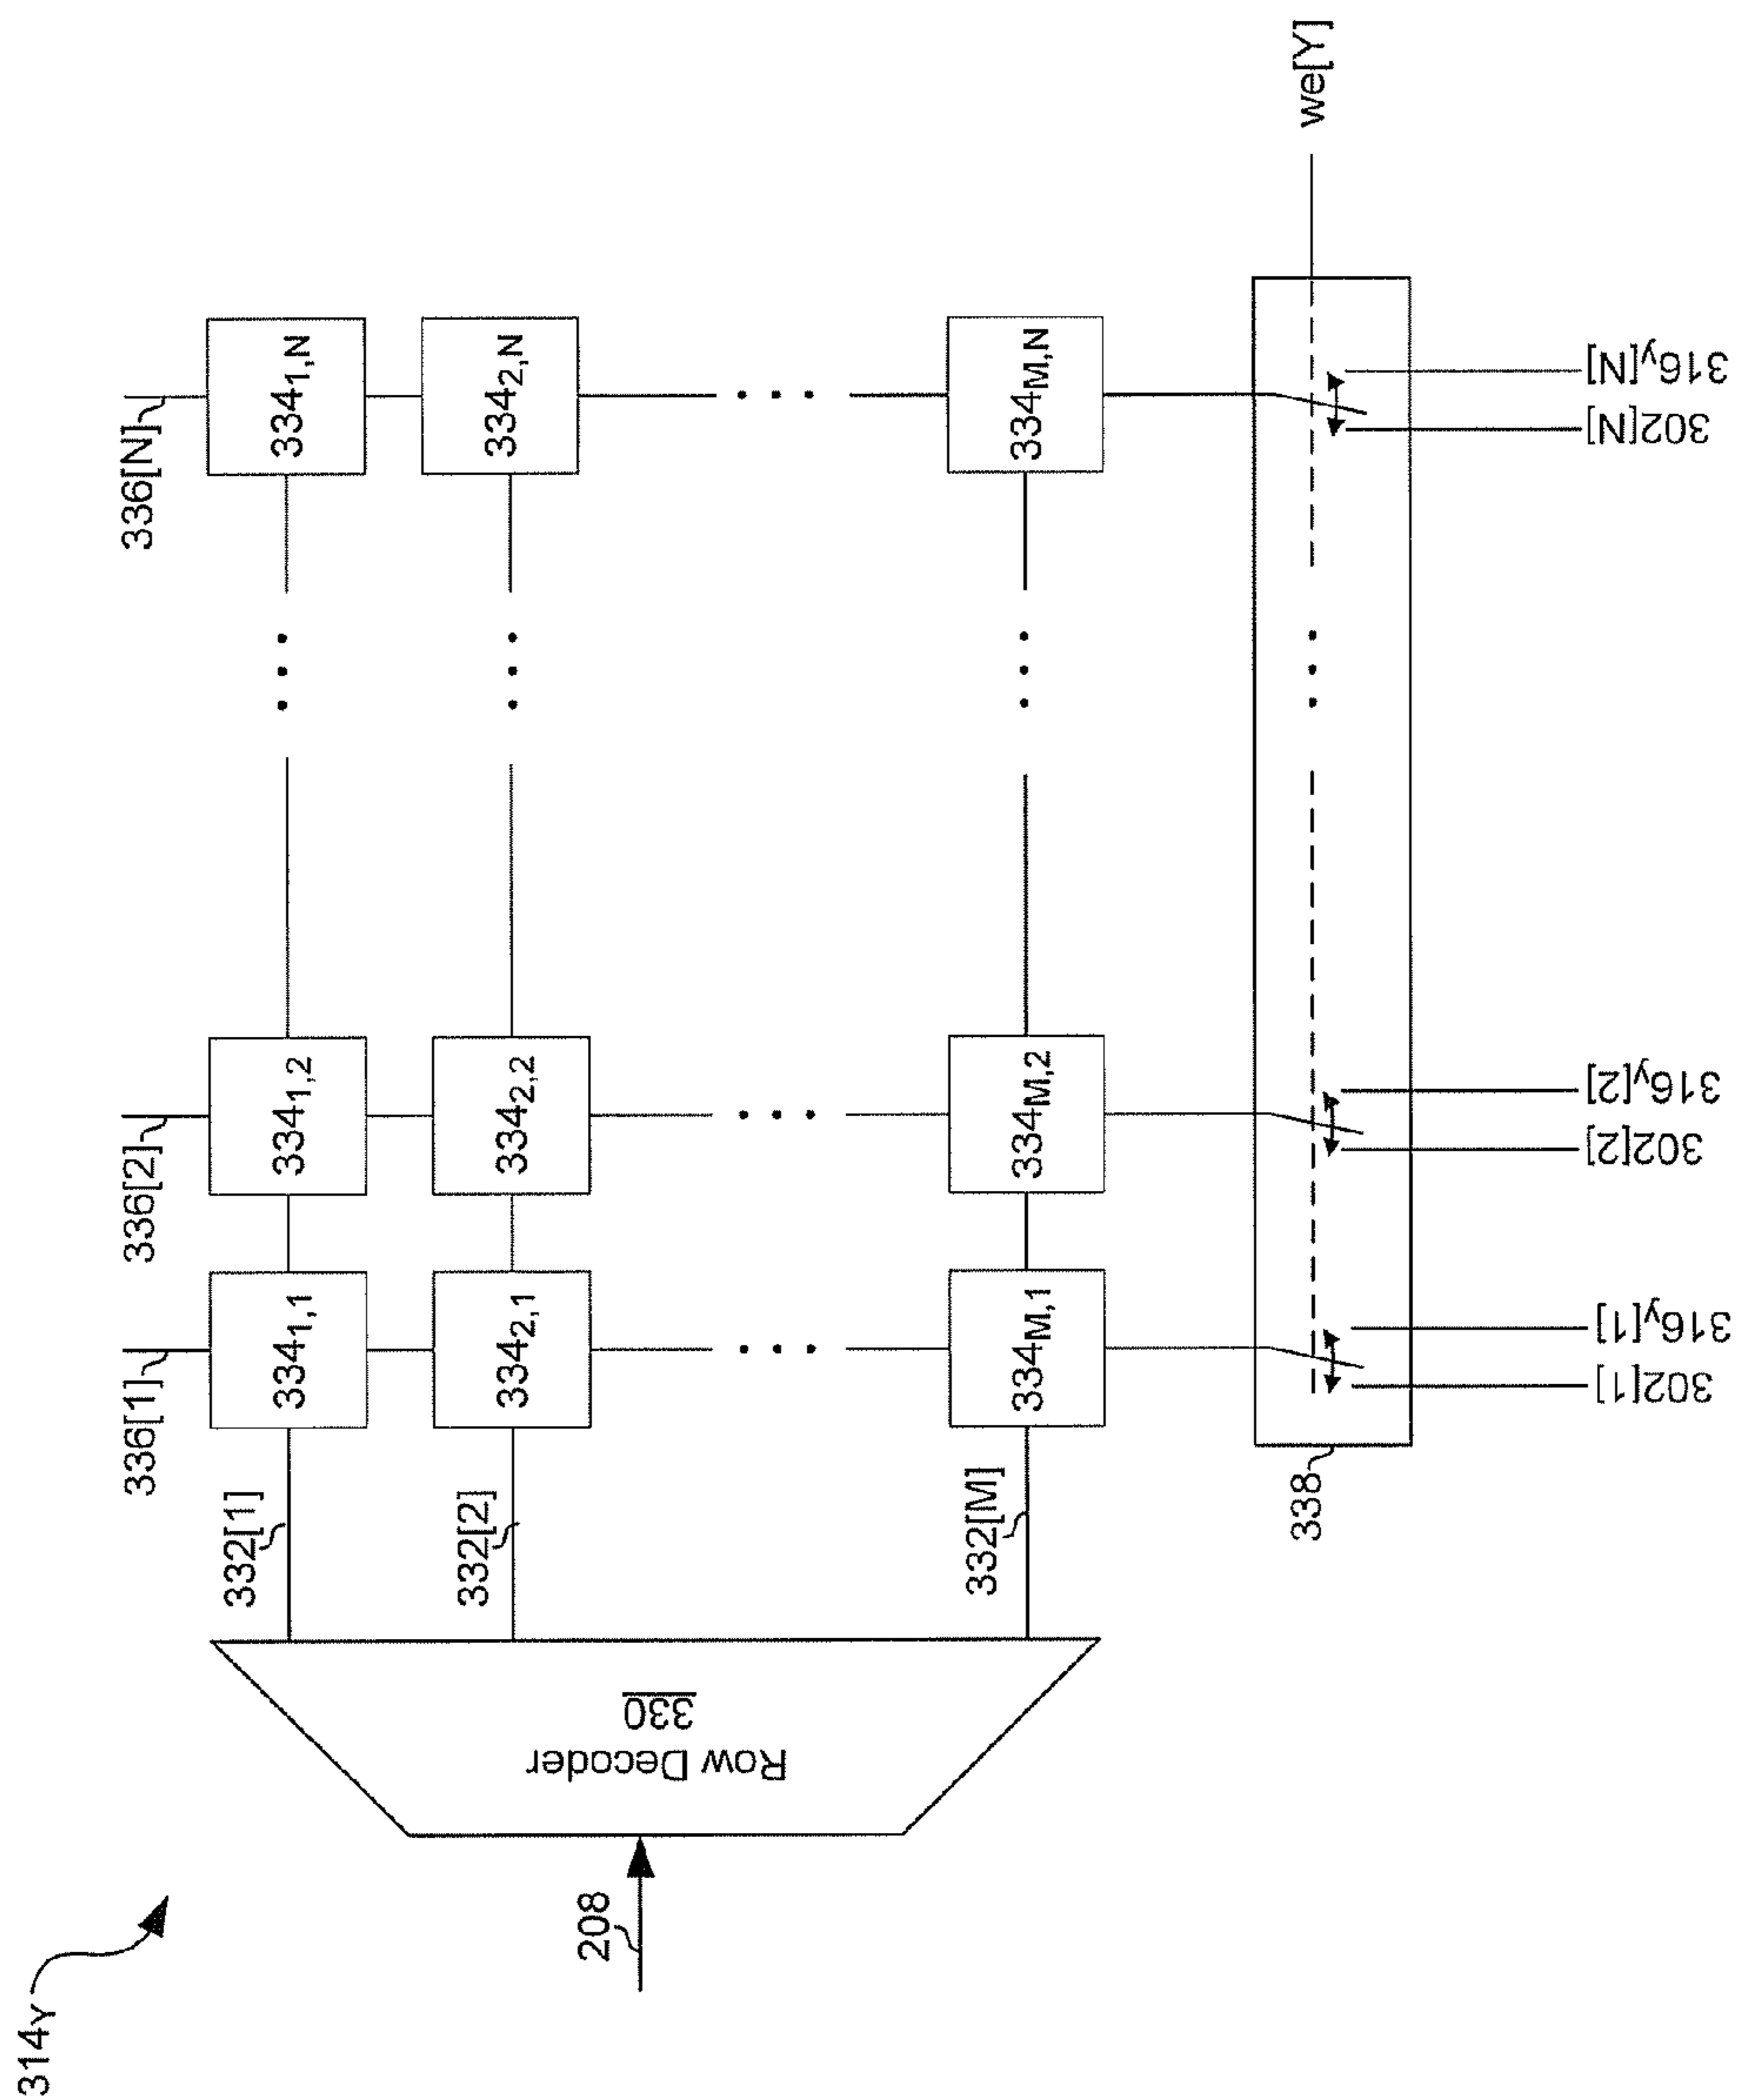 314Y
208
Row Decoder
330
332[1]
332[2]
332[M]
336[1]
336[2]
336[N]
3341,1
3341,2
3341,N
3342,1
3342,2
3342,N
334M,1
334M,2
334M,N
338
we[Y]
302[1]
316y[1]
302[2]
316y[2]
302[N]
316y[N]